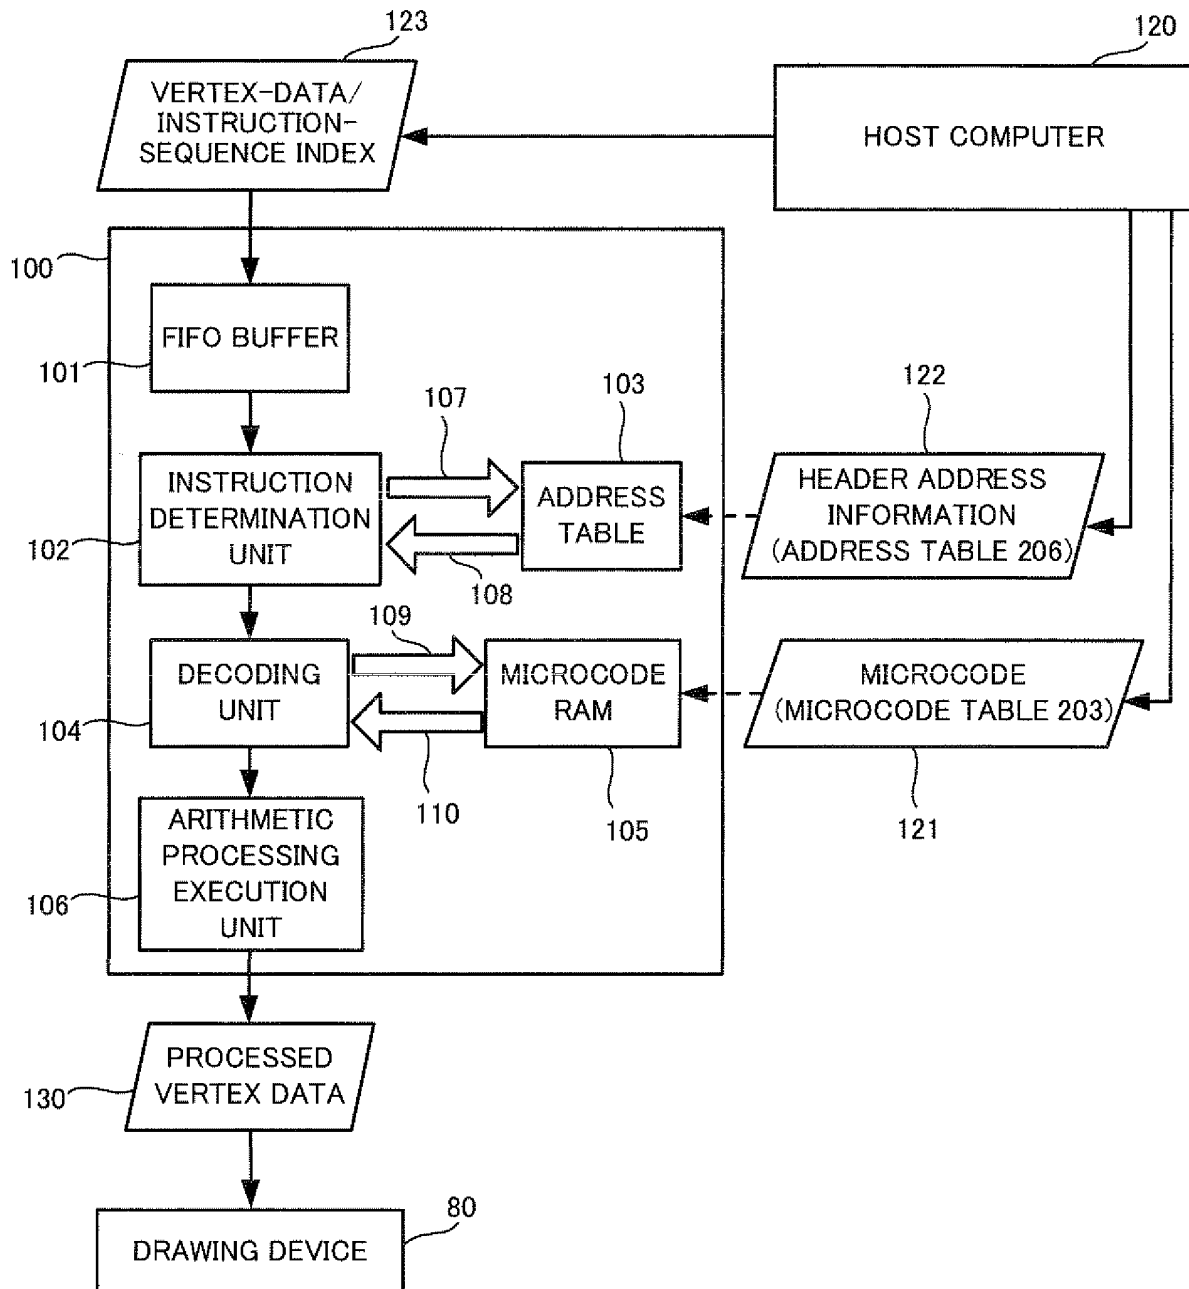 123
120
VERTEX-DATA/
INSTRUCTION-
SEQUENCE INDEX
HOST COMPUTER
100
FIFO BUFFER
101
107
103
122
INSTRUCTION
DETERMINATION
UNIT
102
ADDRESS
TABLE
108
HEADER ADDRESS
INFORMATION
(ADDRESS TABLE 206)
109
DECODING
UNIT
104
MICROCODE
RAM
110
105
MICROCODE
(MICROCODE TABLE 203)
121
ARITHMETIC
PROCESSING
EXECUTION
UNIT
106
PROCESSED
VERTEX DATA
130
80
DRAWING DEVICE